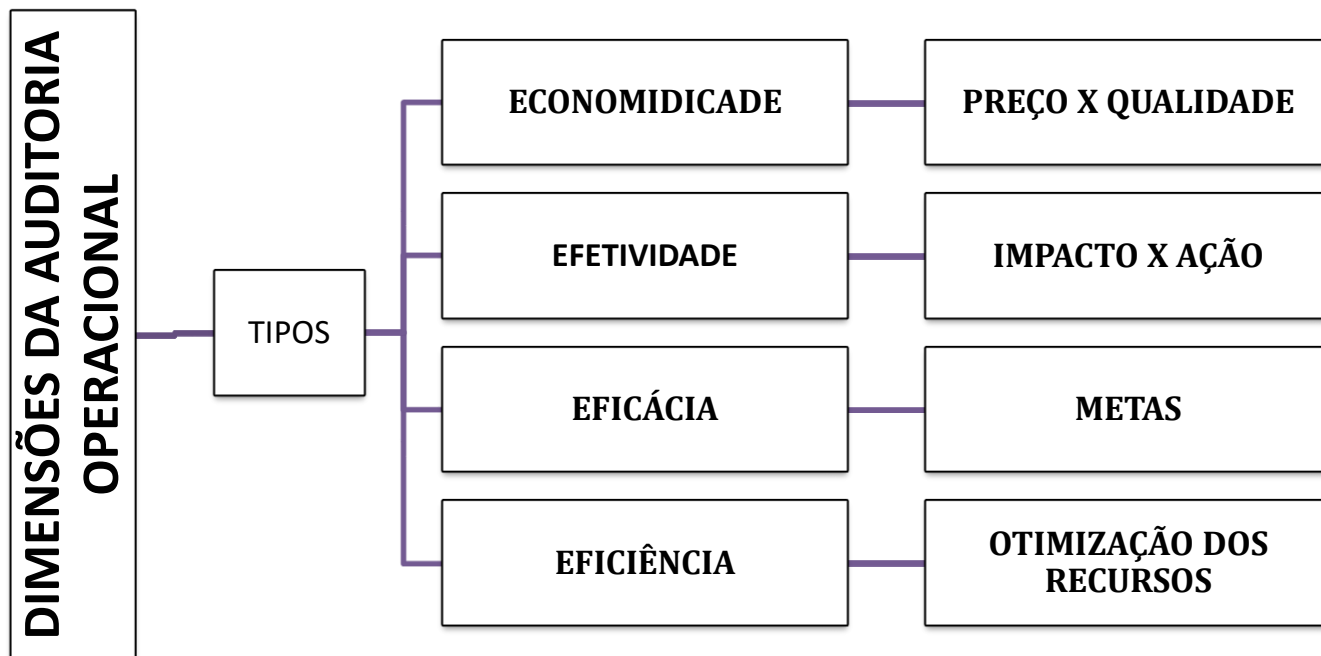 DIMENSÕES DA AUDITORIA
OPERACIONAL
TIPOS
ECONOMIDICADE
PREÇO X QUALIDADE
EFETIVIDADE
IMPACTO X AÇÃO
EFICÁCIA
METAS
EFICIÊNCIA
OTIMIZAÇÃO DOS
RECURSOS